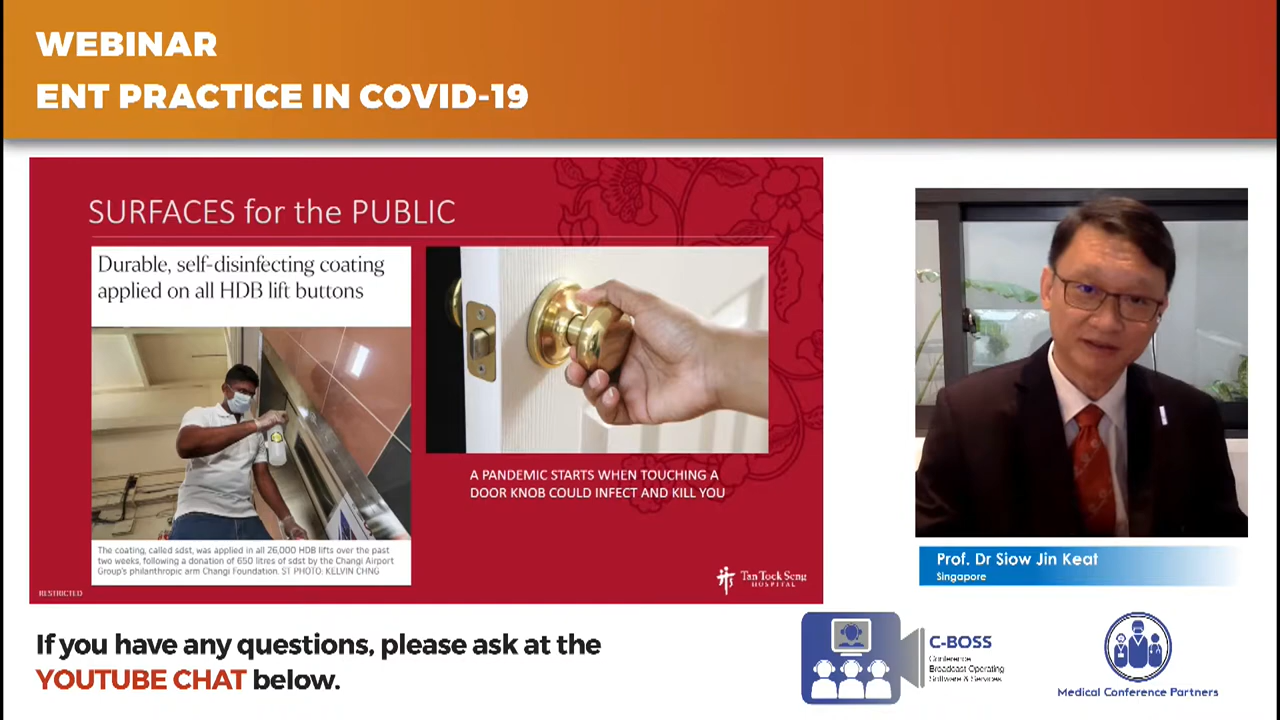 WEBINAR
ENT PRACTICE IN COVID-19
SURFACES for the PUBLIC
Durable, self-disinfecting coating
applied on all HDB lift buttons
The coating, called sdst, was applied in all 26,000 HDB lifts over the past
two weeks, following a donation of 650 litres of sdst by the Changi Airport
Group's philanthropic arm Changi Foundation. ST PHOTO: KELVIN CHNG
A PANDEMIC STARTS WHEN TOUCHING A
DOOR KNOB COULD INFECT AND KILL YOU
RESTRICTED
Tan Tock Seng
HOSPITAL
Prof. Dr Siow Jin Keat
Singapore
If you have any questions, please ask at the
YOUTUBE CHAT below.
C-BOSS
Conference
Broadcast Operating
Software & Services
Medical Conference Partners